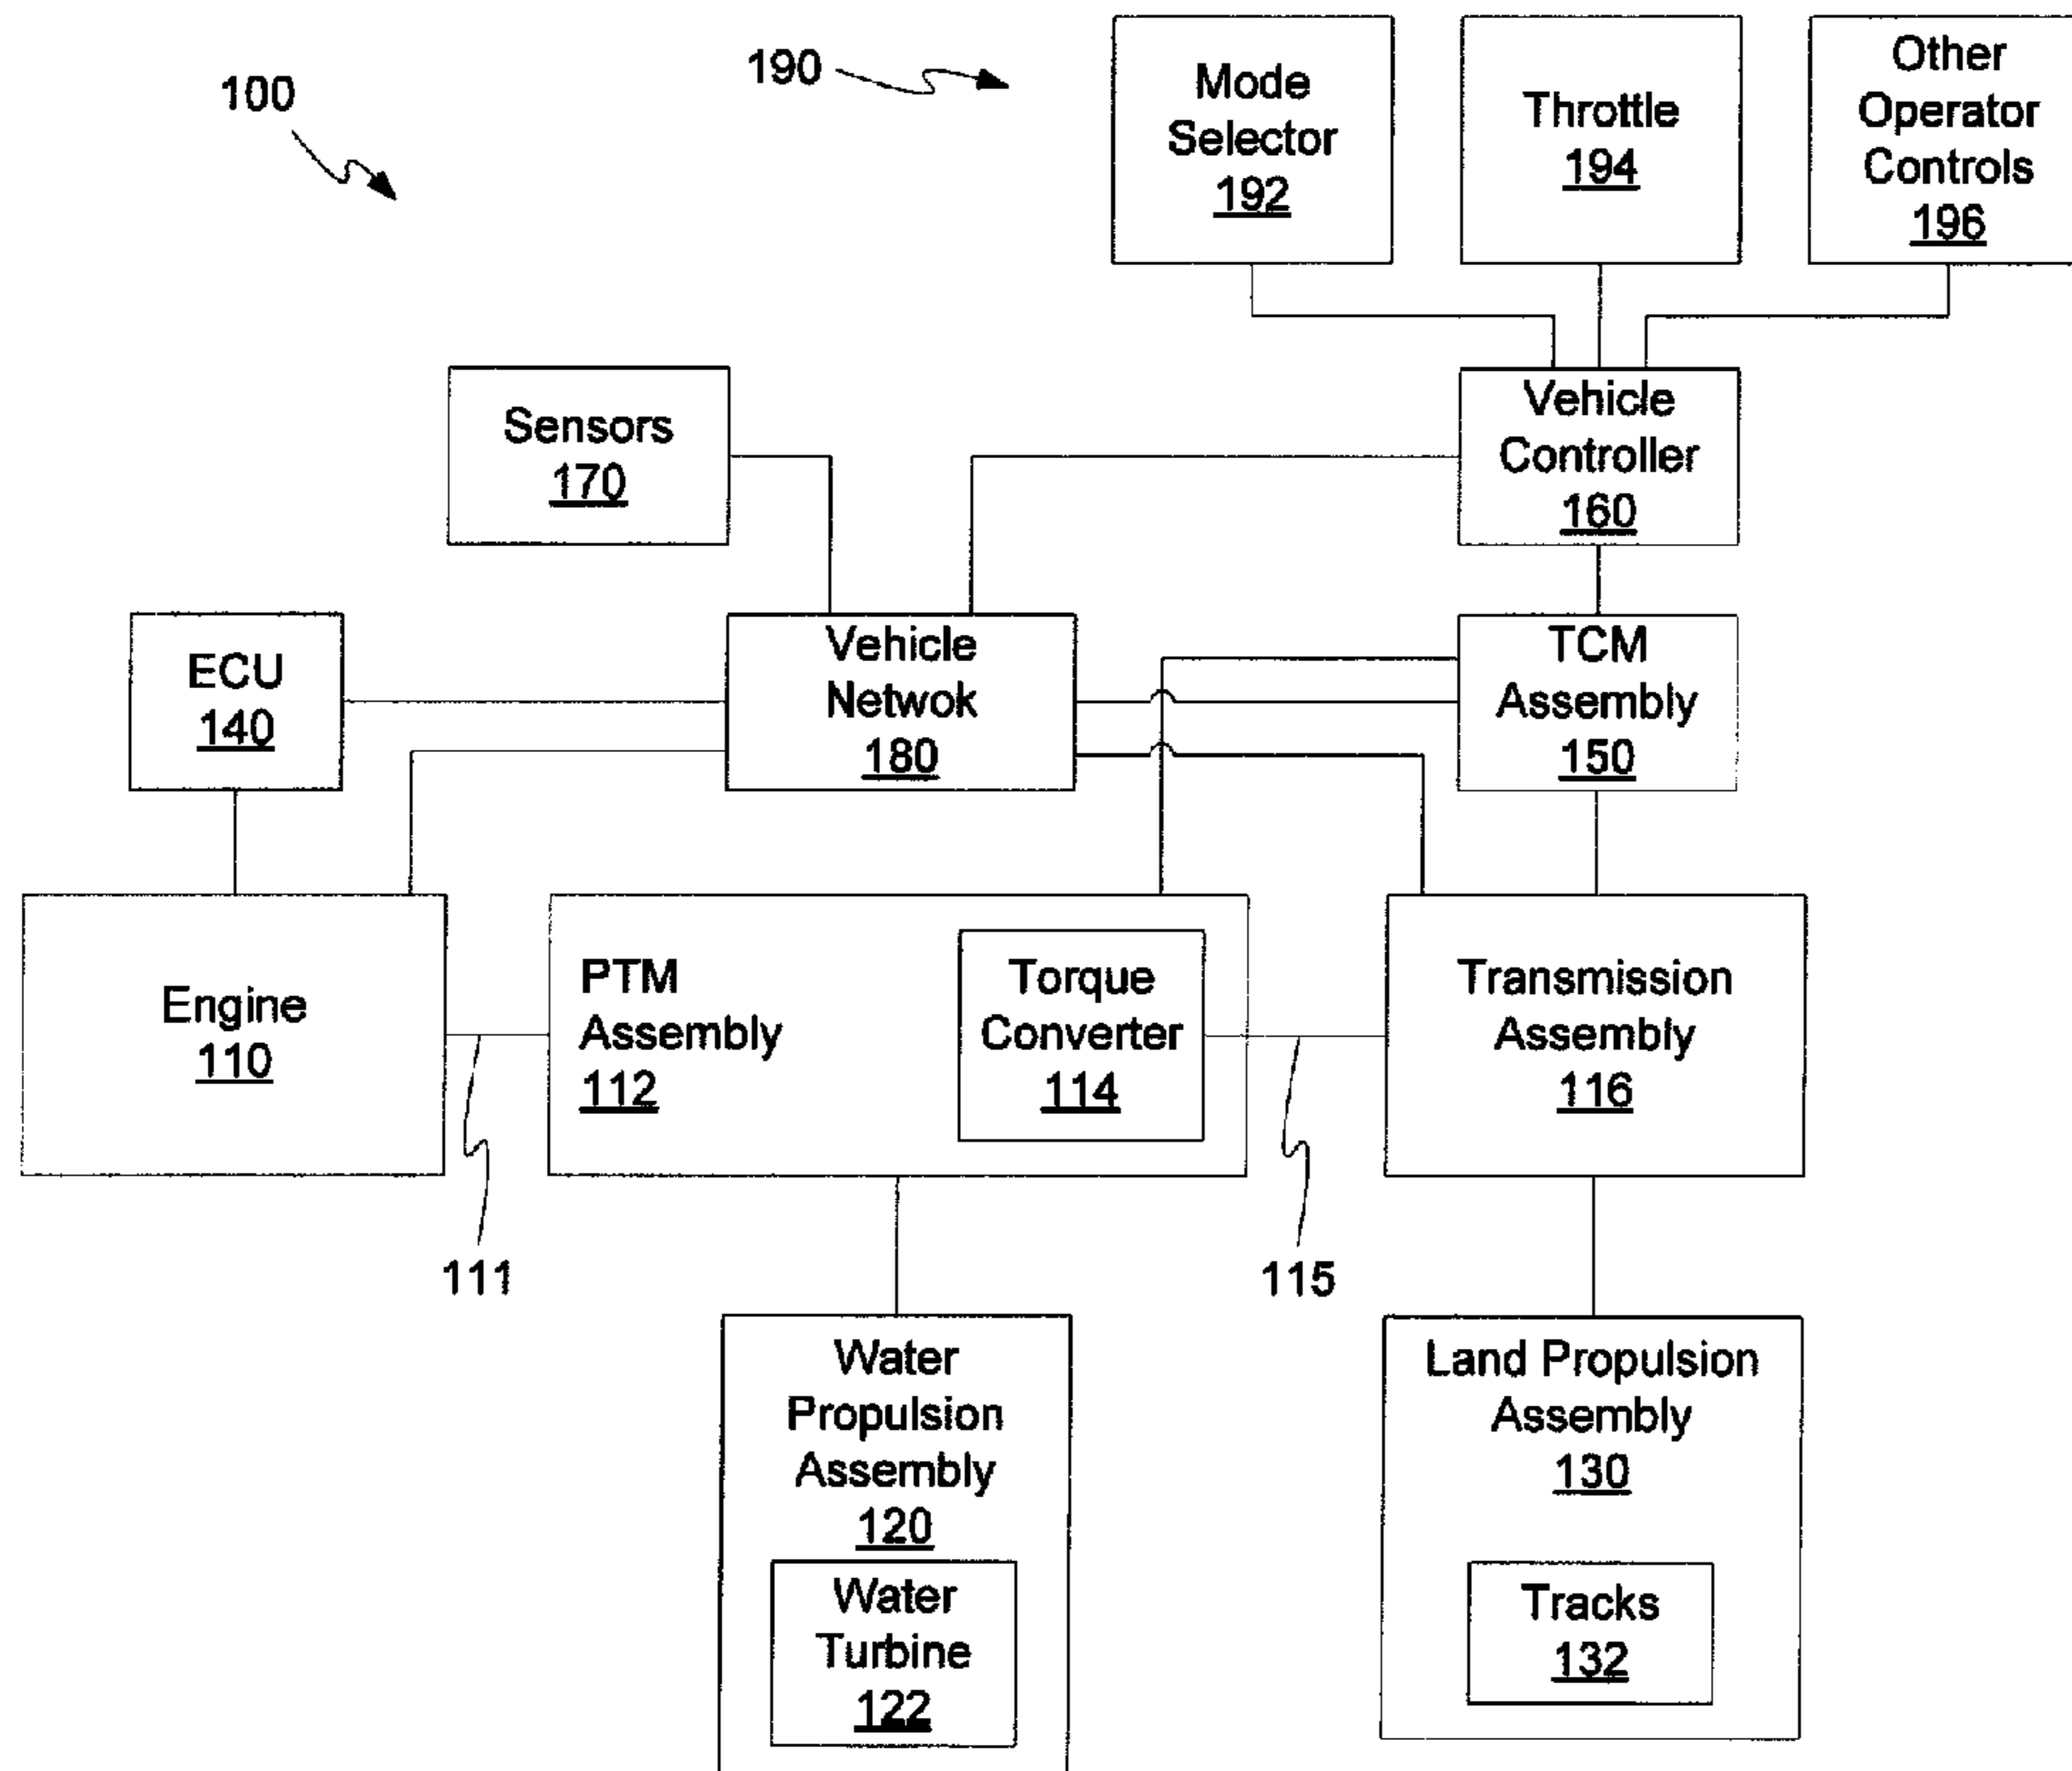 100
190
Mode
Selector
192
Throttle
194
Other
Operator
Controls
196
Sensors
170
Vehicle
Controller
160
ECU
140
Vehicle
Netwok
180
TCM
Assembly
150
Engine
110
PTM
Assembly
112
Torque
Converter
114
Transmission
Assembly
116
111
115
Water
Propulsion
Assembly
120
Water
Turbine
122
Land Propulsion
Assembly
130
Tracks
132